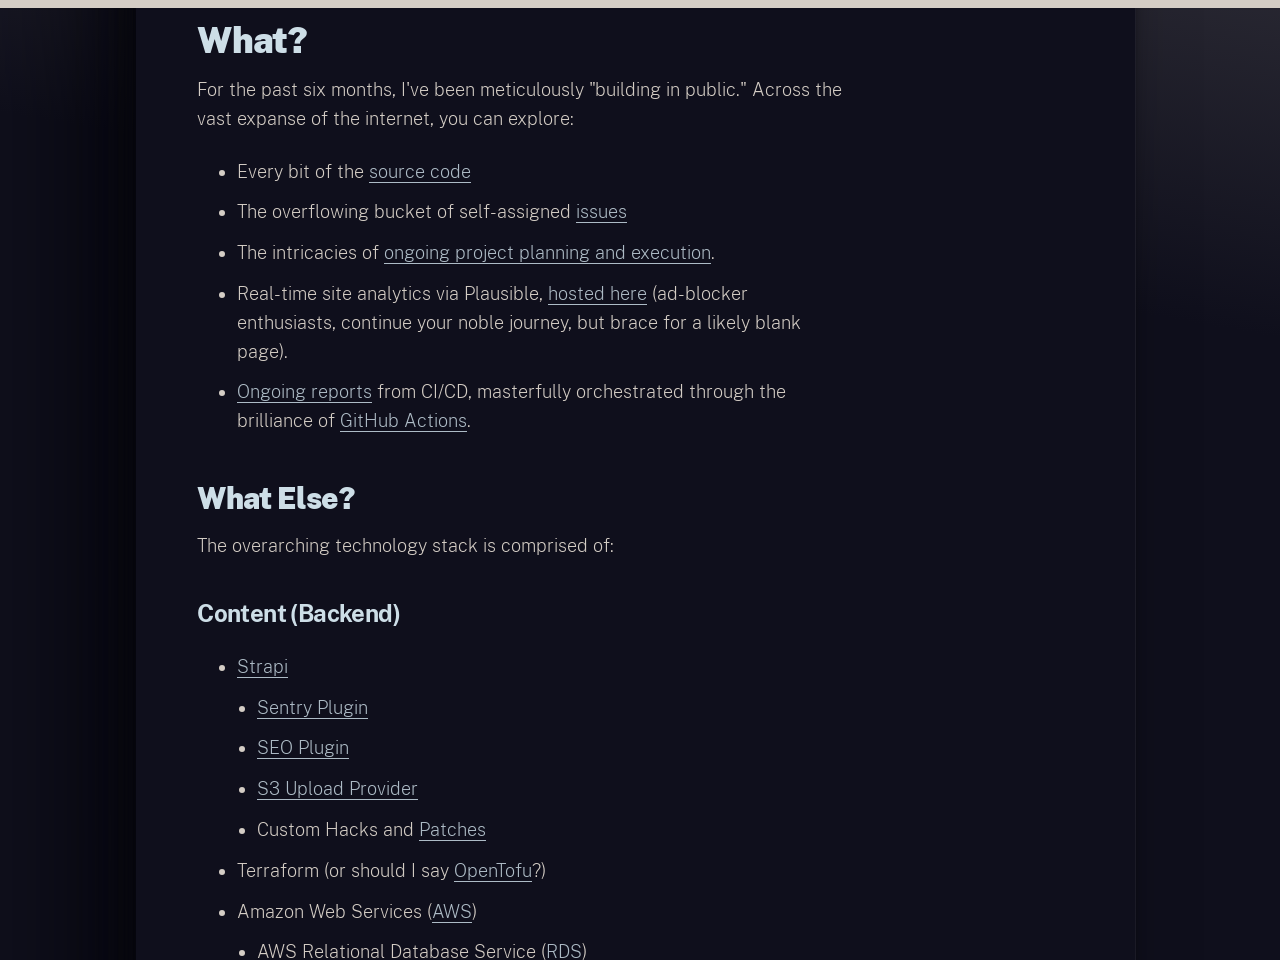 What?
For the past six months, I've been meticulously "building in public." Across the
vast expanse of the internet, you can explore:
Every bit of the source code
The overflowing bucket of self-assigned issues
The intricacies of ongoing project planning and execution.
Real-time site analytics via Plausible, hosted here (ad-blocker
enthusiasts, continue your noble journey, but brace for a likely blank
page).
Ongoing reports from CI/CD, masterfully orchestrated through the
brilliance of GitHub Actions.
What Else?
The overarching technology stack is comprised of:
Content (Backend)
Strapi
Sentry Plugin
SEO Plugin
S3 Upload Provider
Custom Hacks and Patches
Terraform (or should I say OpenTofu?)
Amazon Web Services (AWS)
AWS Relational Database Service (RDS)